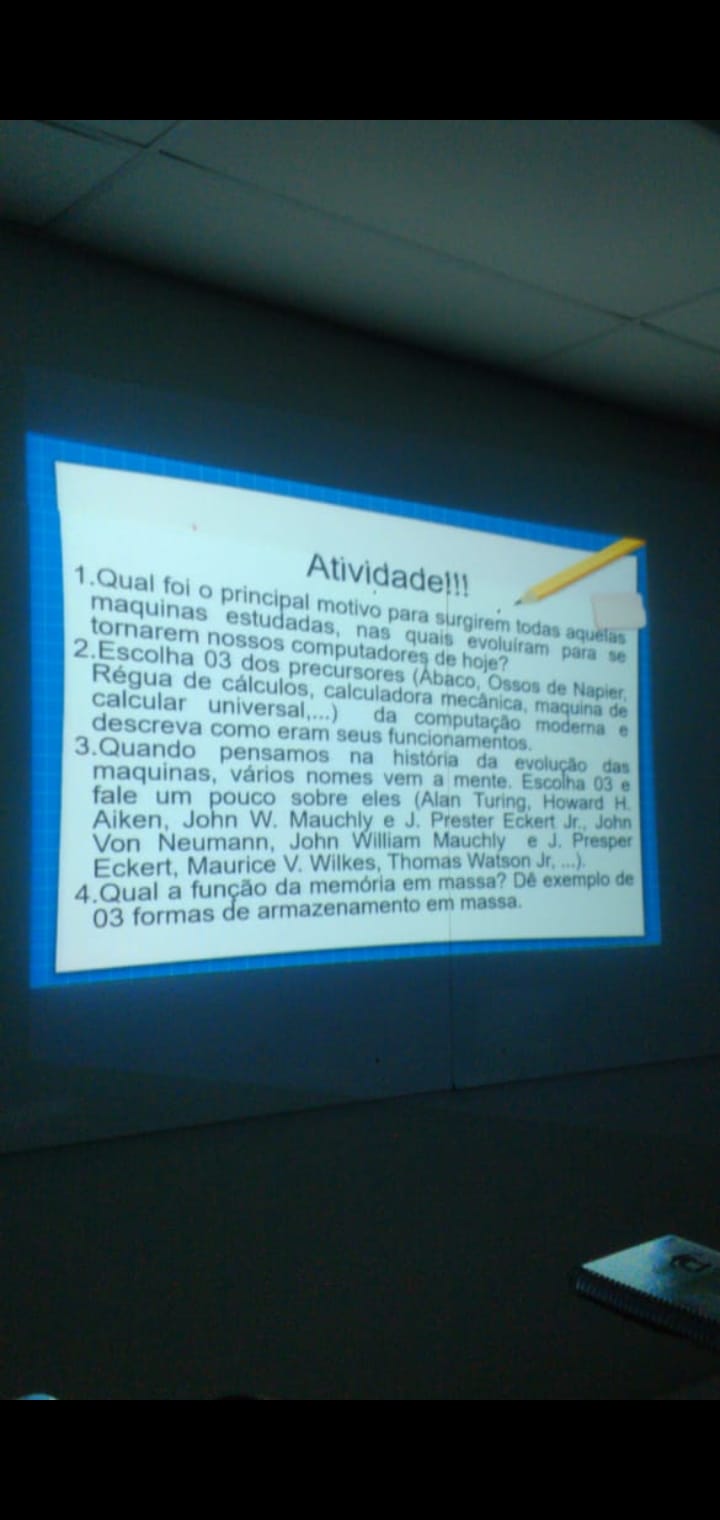 Atividade!!!
1.Qual foi o principal motivo para surgirem todas aquelas
maquinas estudadas, nas quais evoluíram para se
tornarem nossos computadores de hoje?
2.Escolha 03 dos precursores (Ábaco, Ossos de Napier,
Régua de cálculos, calculadora mecânica, maquina de
calcular universal,...) da computação moderna e
descreva como eram seus funcionamentos.
3.Quando pensamos na história da evolução das
maquinas, vários nomes vem a mente. Escolha 03 e
fale um pouco sobre eles (Alan Turing, Howard H.
Aiken, John W. Mauchly e J. Prester Eckert Jr., John
Von Neumann, John William Mauchly e J. Presper
Eckert, Maurice V. Wilkes, Thomas Watson Jr, ...).
4.Qual a função da memória em massa? Dê exemplo de
03 formas de armazenamento em massa.